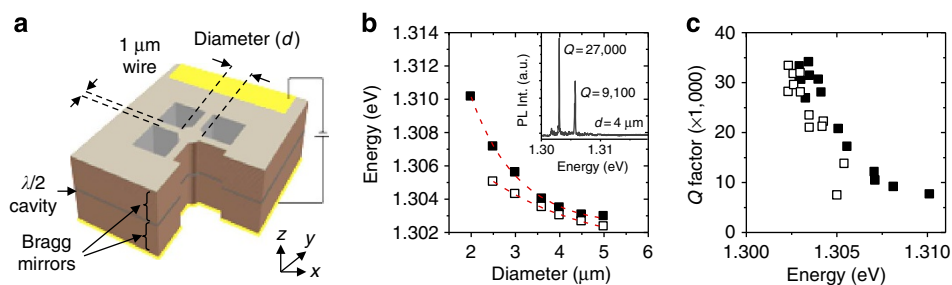 a
1 μm
wire
Diameter (d)
λ/2
cavity
Bragg
mirrors
z
y
x
b
Energy (eV)
1.310
1.308
1.306
1.304
1.302
1 2 3 4 5 6
Diameter (μm)
PL Int. (a.u.)
Q = 27,000
Q = 9,100
d = 4 μm
1.30 1.31
Energy (eV)
c
Q factor (×1,000)
40
30
20
10
0
1.300 1.305 1.310
Energy (eV)